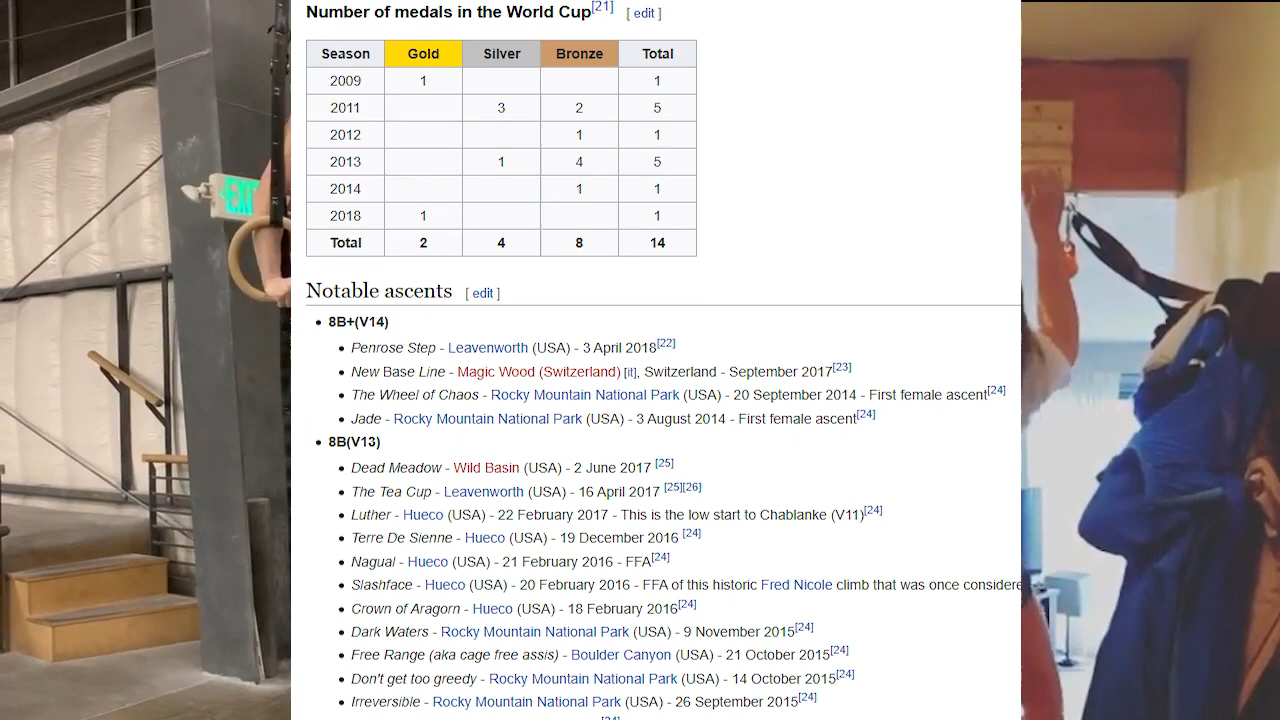 Number of medals in the World Cup[21] [ edit ]
Season Gold Silver Bronze Total
2009 1 1
2011 3 2 5
2012 1 1
2013 1 4 5
2014 1 1
2018 1 1
Total 2 4 8 14
Notable ascents [ edit ]
8B+(V14)
Penrose Step - Leavenworth (USA) - 3 April 2018[22]
New Base Line - Magic Wood (Switzerland) [it], Switzerland - September 2017[23]
The Wheel of Chaos - Rocky Mountain National Park (USA) - 20 September 2014 - First female ascent[24]
Jade - Rocky Mountain National Park (USA) - 3 August 2014 - First female ascent[24]
8B(V13)
Dead Meadow - Wild Basin (USA) - 2 June 2017 [25]
The Tea Cup - Leavenworth (USA) - 16 April 2017 [25][26]
Luther - Hueco (USA) - 22 February 2017 - This is the low start to Chablanke (V11)[24]
Terre De Sienne - Hueco (USA) - 19 December 2016 [24]
Nagual - Hueco (USA) - 21 February 2016 - FFA[24]
Slashface - Hueco (USA) - 20 February 2016 - FFA of this historic Fred Nicole climb that was once considere
Crown of Aragorn - Hueco (USA) - 18 February 2016[24]
Dark Waters - Rocky Mountain National Park (USA) - 9 November 2015[24]
Free Range (aka cage free assis) - Boulder Canyon (USA) - 21 October 2015[24]
Don't get too greedy - Rocky Mountain National Park (USA) - 14 October 2015[24]
Irreversible - Rocky Mountain National Park (USA) - 26 September 2015[24]
EXIT